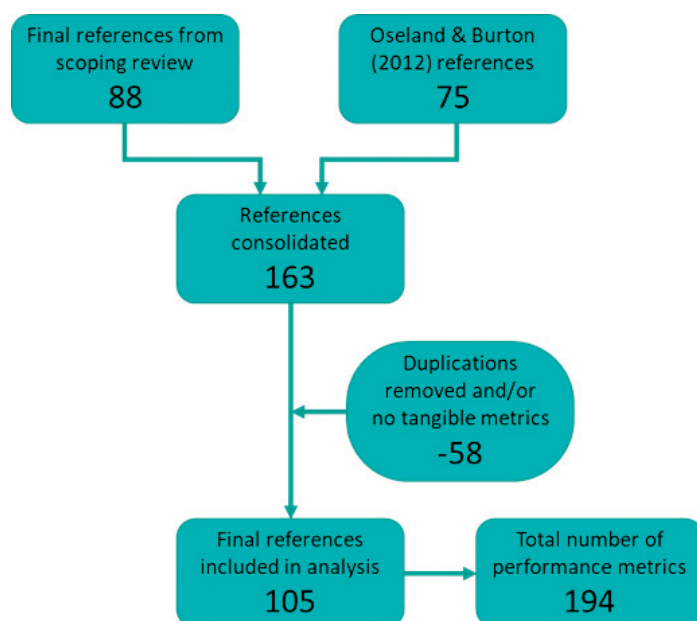 Final references from
scoping review
88
Oseland & Burton
(2012) references
75
References
consolidated
163
Duplications
removed and/or
no tangible metrics
-58
Final references
included in analysis
105
Total number of
performance metrics
194